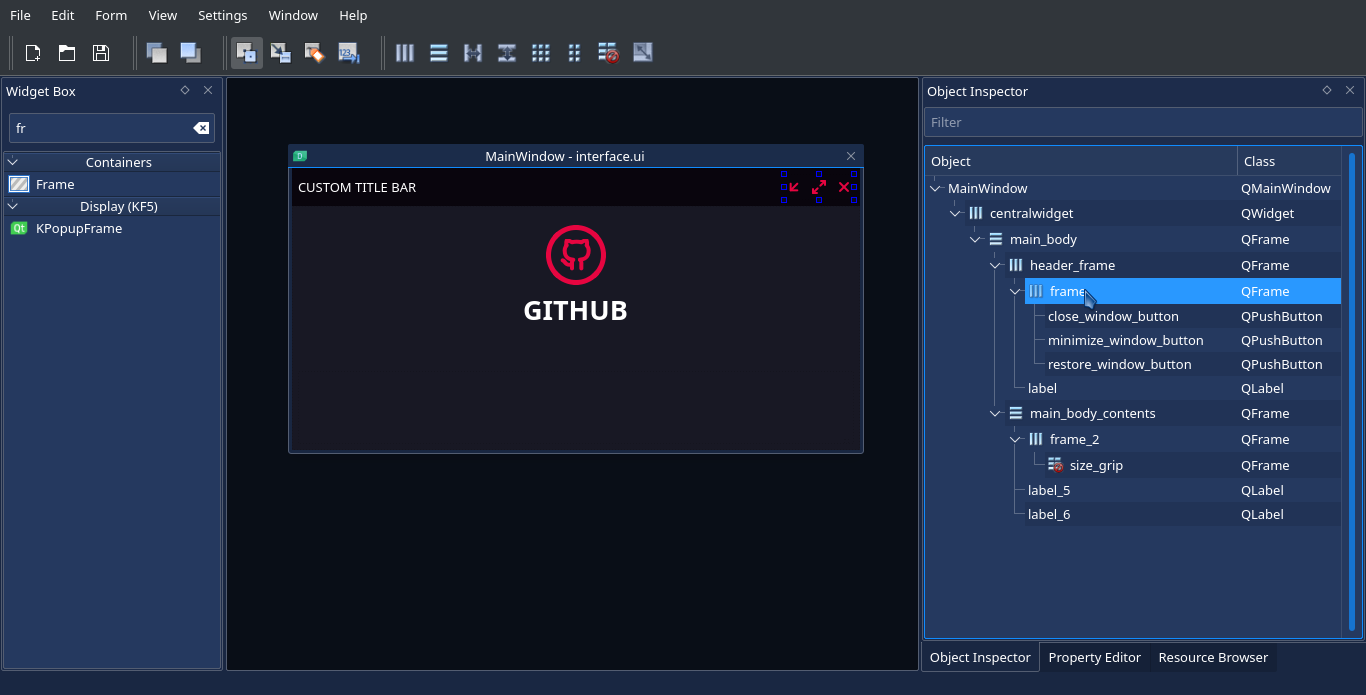 File Edit Form View Settings Window Help
Widget Box
fr
Containers
Frame
Display (KF5)
Qt KPopupFrame
123
D MainWindow - interface.ui
CUSTOM TITLE BAR
GITHUB
Object Inspector
Filter
Object Class
MainWindow QMainWindow
centralwidget QWidget
main_body QFrame
header_frame QFrame
frame QFrame
close_window_button QPushButton
minimize_window_button QPushButton
restore_window_button QPushButton
label QLabel
main_body_contents QFrame
frame_2 QFrame
size_grip QFrame
label_5 QLabel
label_6 QLabel
Object Inspector Property Editor Resource Browser